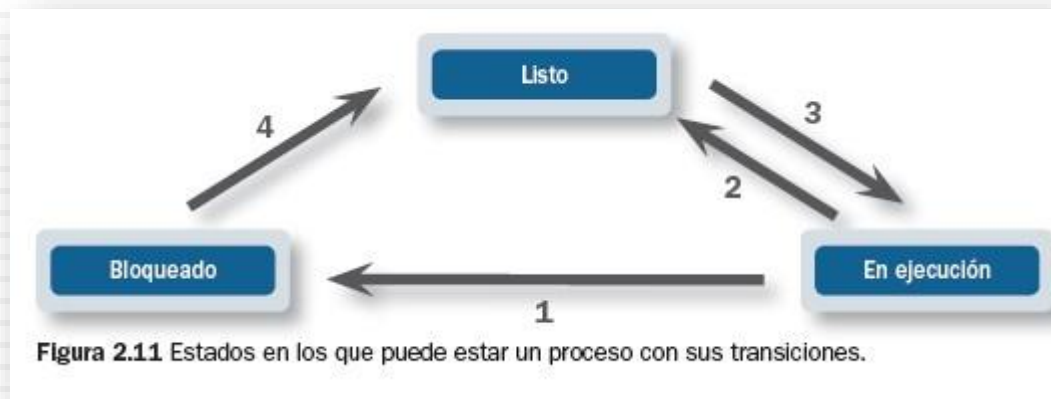 Listo
4
3
2
Bloqueado
En ejecución
1
Figura 2.11 Estados en los que puede estar un proceso con sus transiciones.